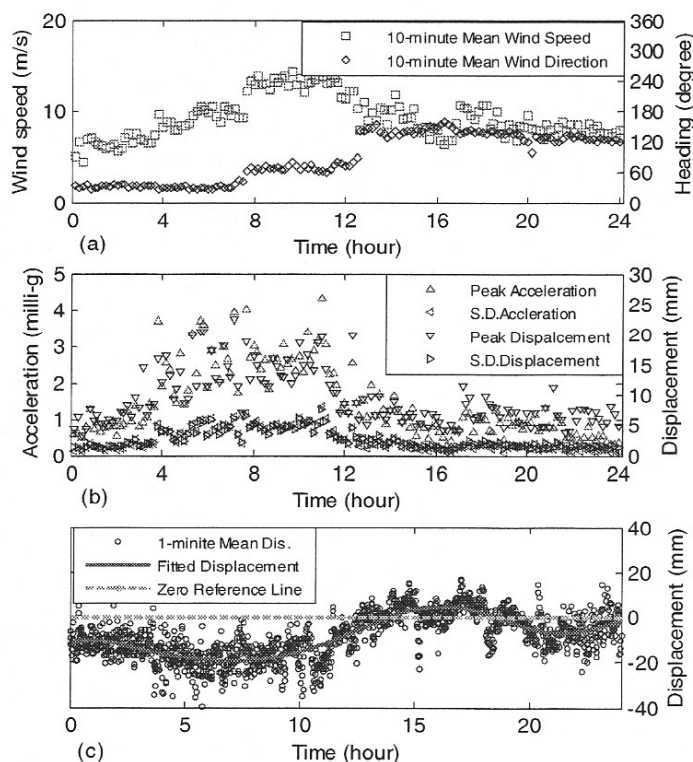 20
360
10-minute Mean Wind Speed
300
10-minute Mean Wind Direction
240
10
180
120
60
0
0
0
4
8
12
16
20
24
Wind speed (m/s)
Heading (degree)
(a)
Time (hour)
5
30
Peak Acceleration
4
25
S.D.Accleration
20
3
Peak Dispalcement
15
2
S.D.Displacement
10
1
5
0
0
0
4
8
12
16
20
24
Acceleration (milli-g)
Displacement (mm)
(b)
Time (hour)
40
1-minite Mean Dis.
20
Fitted Displacement
Zero Reference Line
0
-20
-40
0
5
10
15
20
Displacement (mm)
(c)
Time (hour)